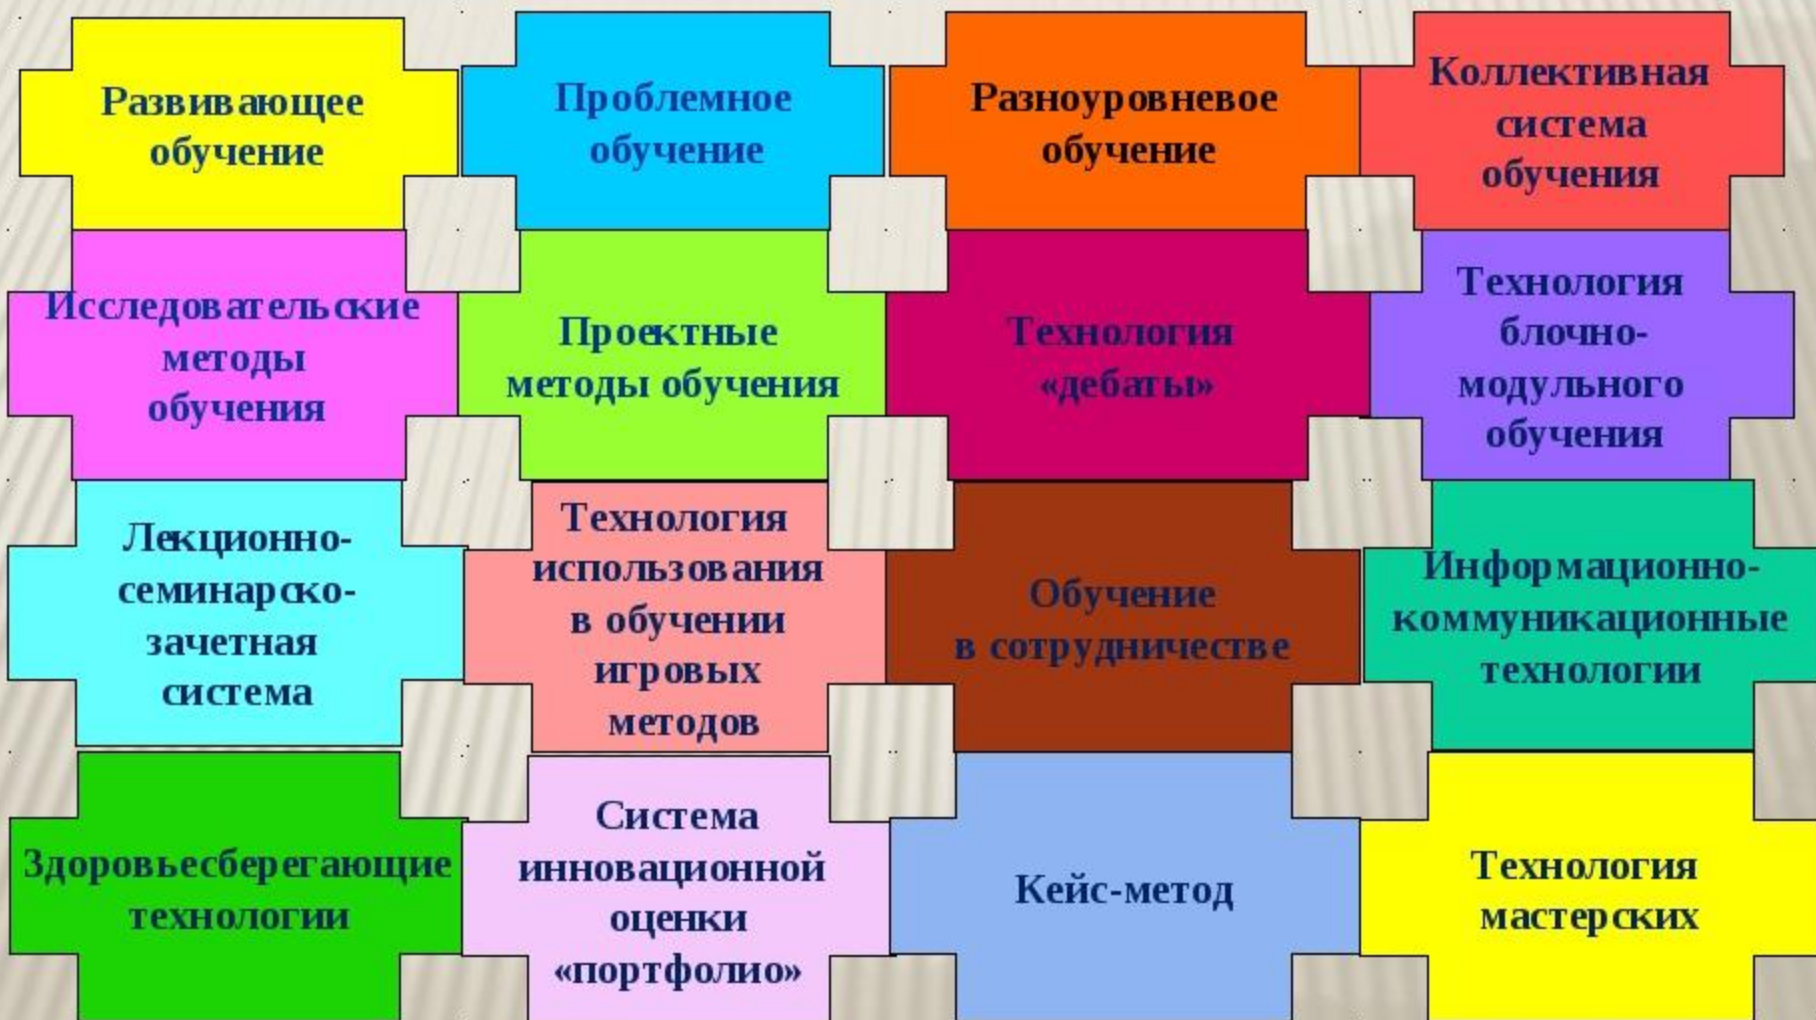 Развивающее
обучение
Проблемное
обучение
Разноуровневое
обучение
Коллективная
система
обучения
Исследовательские
методы
обучения
Проектные
методы обучения
Технология
«дебаты»
Технология
блочно-
модульного
обучения
Лекционно-
семинарско-
зачетная
система
Технология
использования
в обучении
игровых
методов
Обучение
в сотрудничестве
Информационно-
коммуникационные
технологии
Здоровьесберегающие
технологии
Система
инновационной
оценки
«портфолио»
Кейс-метод
Технология
мастерских